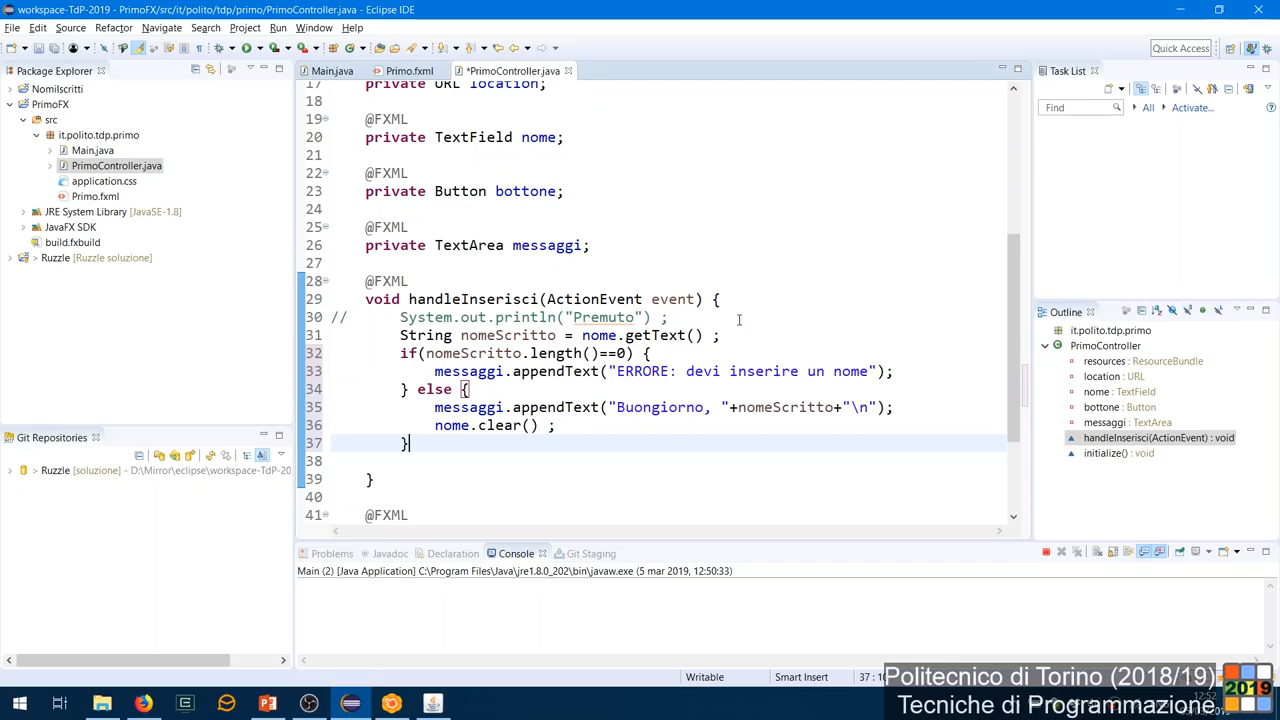 workspace-TdP-2019 - PrimoFX/src/it/polito/tdp/primo/PrimoController.java - Eclipse IDE
File Edit Source Refactor Navigate Search Project Run Window Help
Quick Access
Package Explorer
NomiIscritti
PrimoFX
src
it.polito.tdp.primo
Main.java
PrimoController.java
application.css
Primo.fxml
JRE System Library [JavaSE-1.8]
JavaFX SDK
build.fxbuild
> Ruzzle [Ruzzle soluzione]
Git Repositories
> Ruzzle [soluzione] - D:\Mirror\eclipse\workspace-TdP-20
Main.java Primo.fxml *PrimoController.java
17 private URL location;
18
19 @FXML
20 private TextField nome;
21
22 @FXML
23 private Button bottone;
24
25 @FXML
26 private TextArea messaggi;
27
28 @FXML
29 void handleInserisci(ActionEvent event) {
30 // System.out.println("Premuto") ;
31 String nomeScritto = nome.getText() ;
32 if(nomeScritto.length()==0) {
33 messaggi.appendText("ERRORE: devi inserire un nome");
34 } else {
35 messaggi.appendText("Buongiorno, "+nomeScritto+"\n");
36 nome.clear() ;
37 }
38
39 }
40
41 @FXML
Problems Javadoc Declaration Console Git Staging
Main (2) [Java Application] C:\Program Files\Java\jre1.8.0_202\bin\javaw.exe (5 mar 2019, 12:50:33)
Task List
Find All Activate...
Outline
it.polito.tdp.primo
PrimoController
resources : ResourceBundle
location : URL
nome : TextField
bottone : Button
messaggi : TextArea
handleInserisci(ActionEvent) : void
initialize() : void
Writable Smart Insert
Politecnico di Torino (2018/19)
Tecniche di Programmazione
2019
12:52